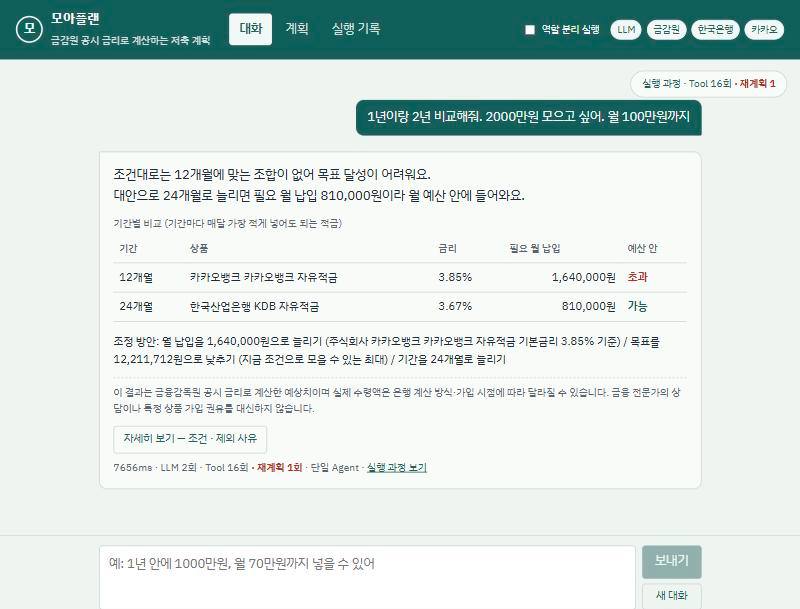 모
모아플랜
금감원 공시 금리로 계산하는 저축 계획
대화 계획 실행 기록
역할 분리 실행 LLM 금감원 한국은행 카카오
실행 과정 · Tool 16회 · 재계획 1
1년이랑 2년 비교해줘. 2000만원 모으고 싶어. 월 100만원까지
조건대로는 12개월에 맞는 조합이 없어 목표 달성이 어려워요.
대안으로 24개월로 늘리면 필요 월 납입 810,000원이라 월 예산 안에 들어와요.
기간별 비교 (기간마다 매달 가장 적게 넣어도 되는 적금)
기간 상품 금리 필요 월 납입 예산 안
12개월 카카오뱅크 카카오뱅크 자유적금 3.85% 1,640,000원 초과
24개월 한국산업은행 KDB 자유적금 3.67% 810,000원 가능
조정 방안: 월 납입을 1,640,000원으로 늘리기 (주식회사 카카오뱅크 카카오뱅크 자유적금 기본금리 3.85% 기준) / 목표를
12,211,712원으로 낮추기 (지금 조건으로 모을 수 있는 최대) / 기간을 24개월로 늘리기
이 결과는 금융감독원 공시 금리로 계산한 예상치이며 실제 수령액은 은행 계산 방식·가입 시점에 따라 달라질 수 있습니다. 금융 전문가의 상
담이나 특정 상품 가입 권유를 대신하지 않습니다.
자세히 보기 — 조건 · 제외 사유
7656ms · LLM 2회 · Tool 16회 · 재계획 1회 · 단일 Agent · 실행 과정 보기
예: 1년 안에 1000만원, 월 70만원까지 넣을 수 있어
보내기
새 대화